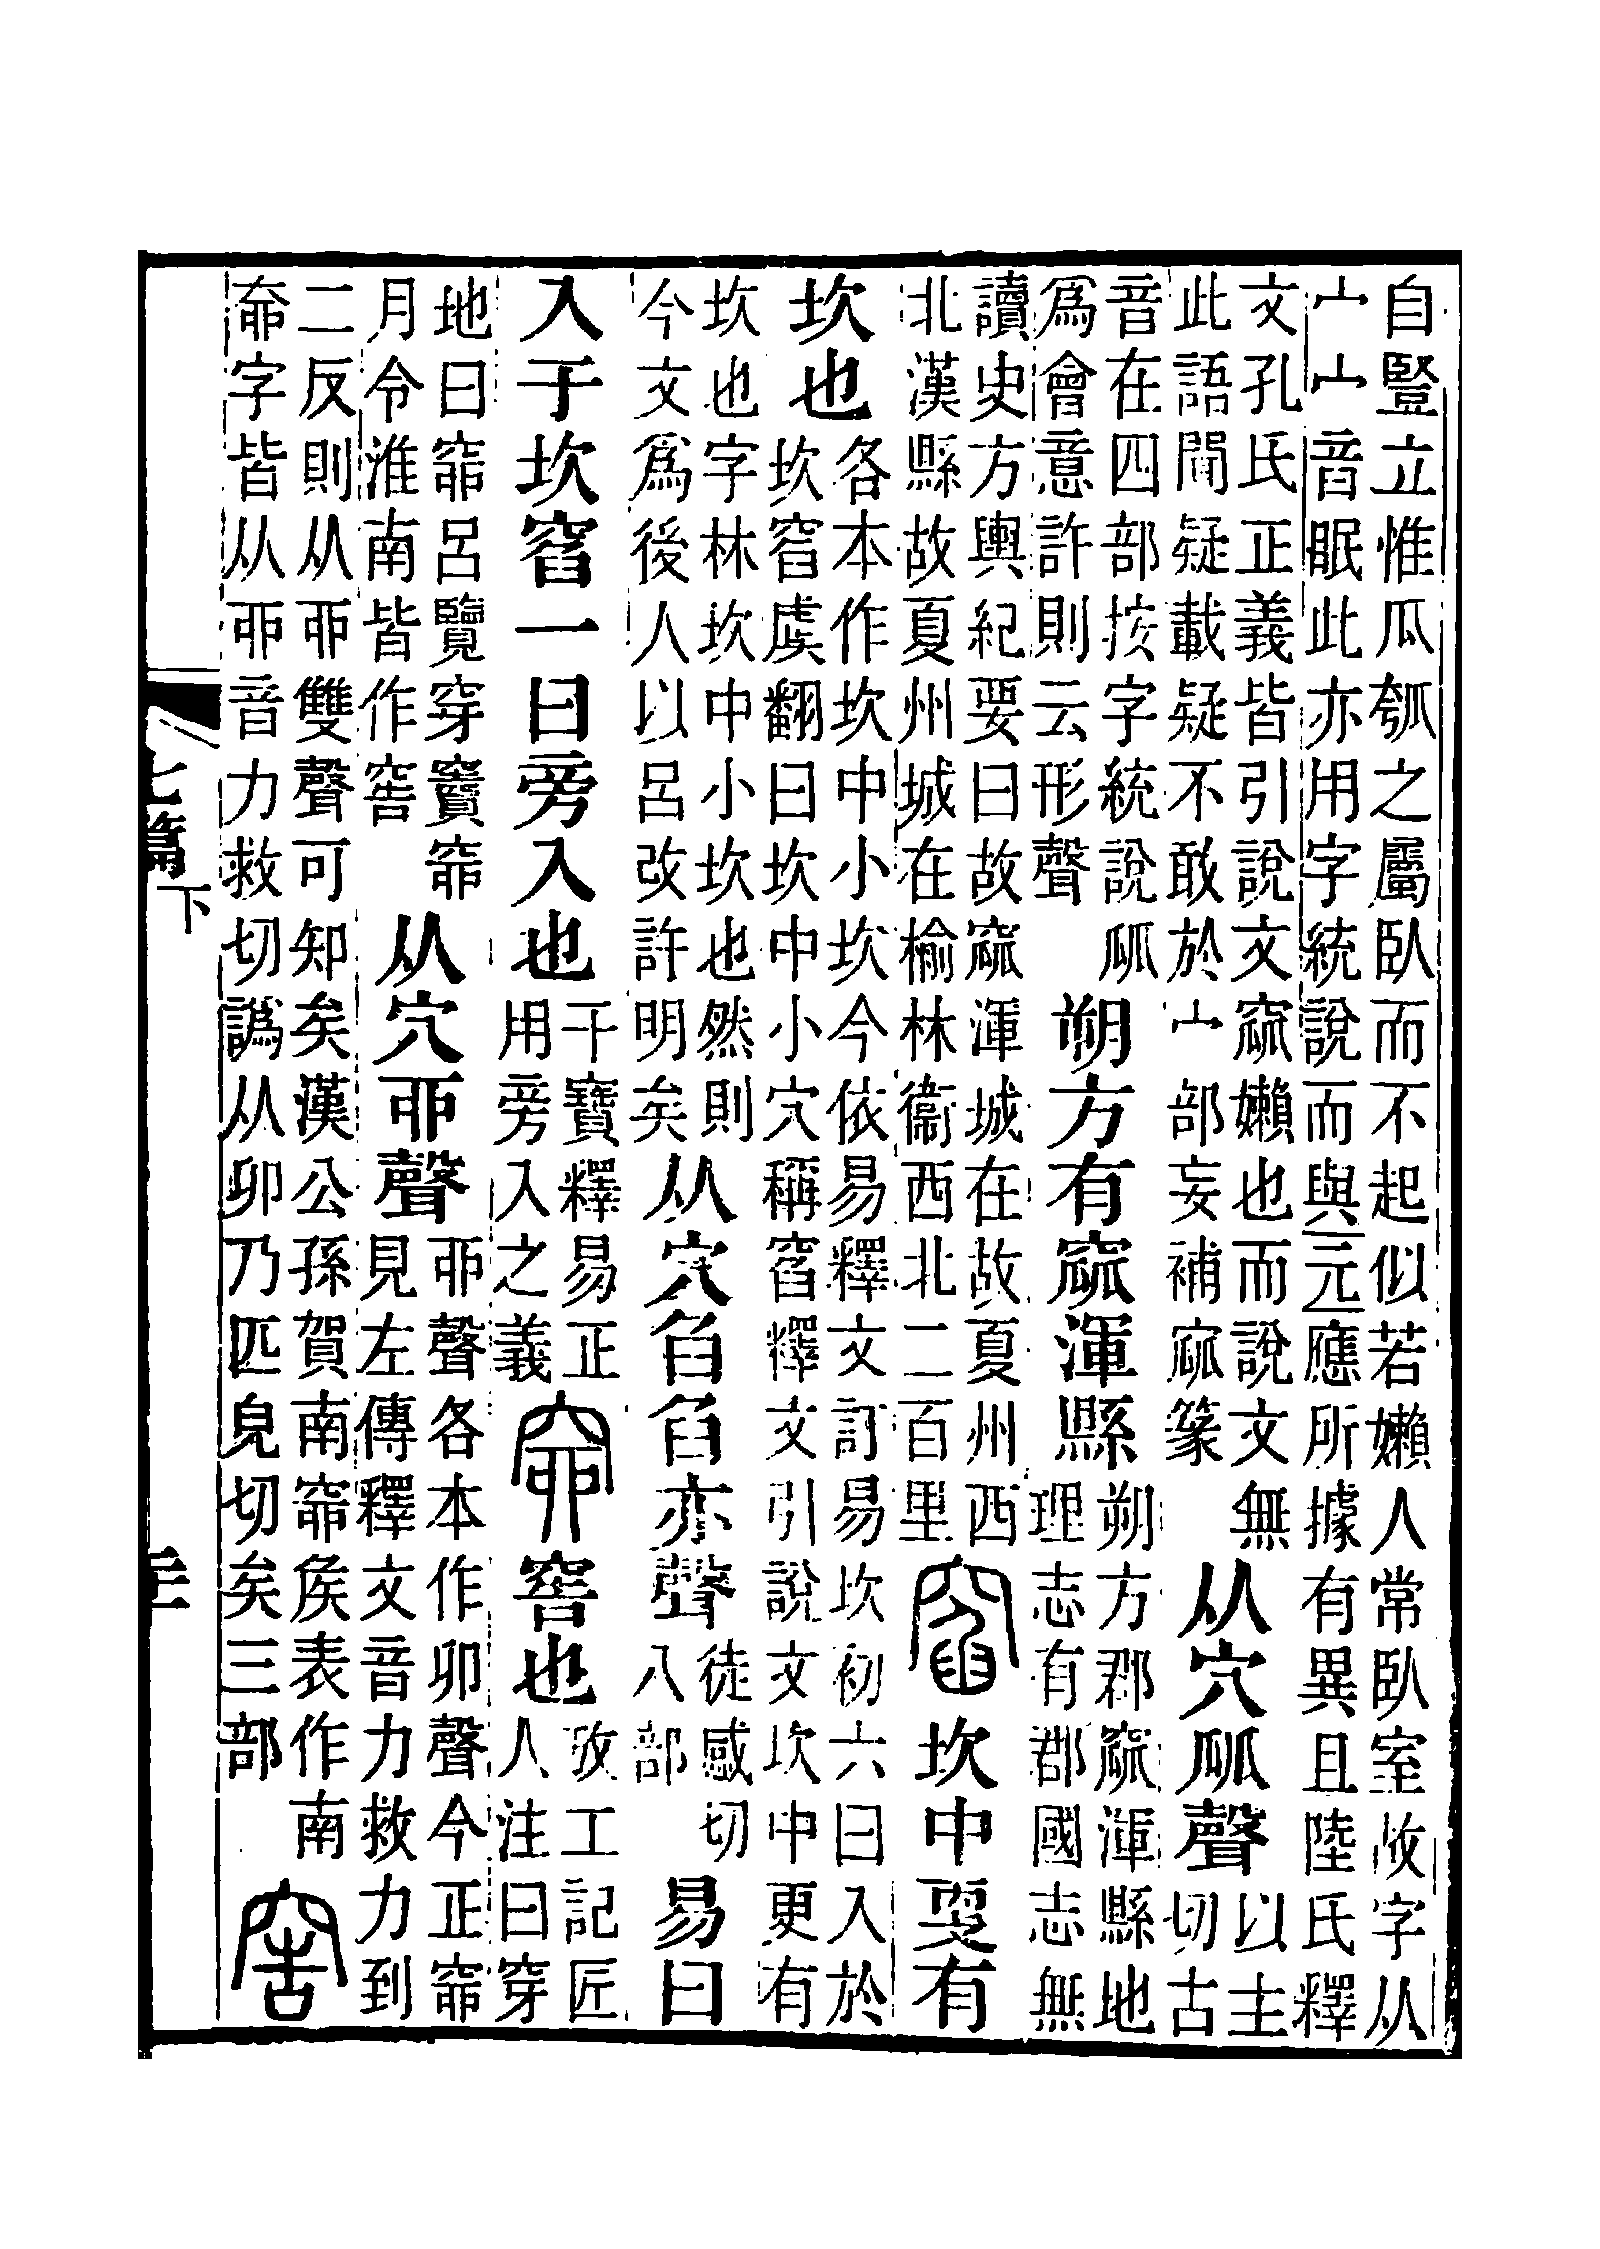 自豎立惟瓜瓠之屬臥而不起似若嬾人常臥室故字从
宀宀音眠此亦用字統說而與元應所據有異且陸氏釋
文孔氏正義皆引說文窳嬾也而說文無
此語閒疑載疑不敢於宀部妄補篆
从穴㼌聲
以主
切古
音在四部按字統說㼌
爲會意許則云形聲
朔方有窳渾縣
朔方郡窳渾縣地
理志有郡國志無
讀史方輿紀要曰故窳渾城在故夏州西
北漢縣故夏州城在榆林衞西北二百里
窞坎中㪅有
坎也
各本作坎中小坎今依易釋文訂易坎初六曰入於
坎窞虞翻曰坎中小穴稱窞釋文引說文坎中更有
坎也字林坎中小坎也然則
今文爲後人以呂改許明矣
从穴臽臽亦聲
徒感切
八部
易曰
入于坎窞一曰旁入也
干寶釋易正
用旁入之義
窌窖也
攷工記匠
人注曰穿
地曰窌呂覽穿竇窌
月令淮南皆作窖
从穴丣聲
丣聲各本作卯聲今正窌
見左傳釋文音力救力到
二反則从丣雙聲可知矣漢公孫賀南窌矦表作南
奅字皆从丣音力救切譌从卯乃匹皃切矣三部
窖
七篇下